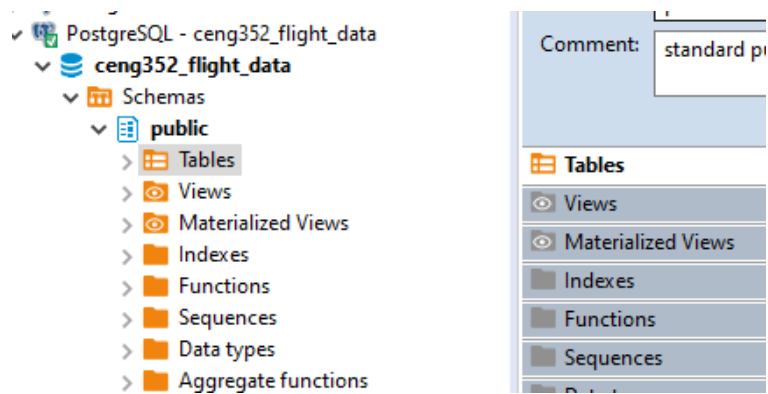 PostgreSQL - ceng352_flight_data
ceng352_flight_data
Schemas
public
Tables
Views
Materialized Views
Indexes
Functions
Sequences
Data types
Aggregate functions
Comment:
standard
Tables
Views
Materialized Views
Indexes
Functions
Sequences